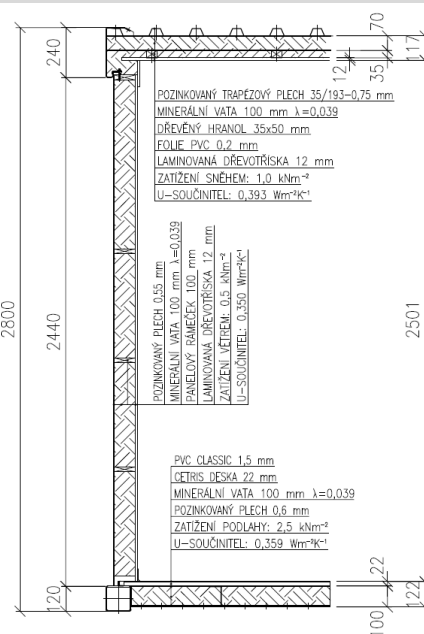 240
70
117
12
35
POZINKOVANÝ TRAPÉZOVÝ PLECH 35/193-0,75 mm
MINERÁLNÍ VATA 100 mm λ=0,039
DŘEVĚNÝ HRANOL 35x50 mm
FOLIE PVC 0,2 mm
LAMINOVANÁ DŘEVOTŘÍSKA 12 mm
ZATÍŽENÍ SNĚHEM: 1,0 kNm⁻²
U-SOUČINITEL: 0,393 Wm⁻²K⁻¹
2800
2440
2501
POZINKOVANÝ PLECH 0,55 mm
MINERÁLNÍ VATA 100 mm λ=0,039
PANELOVÝ RÁMEČEK 100 mm
LAMINOVANÁ DŘEVOTŘÍSKA 12 mm
ZATÍŽENÍ VĚTREM: 0,5 kNm⁻²
U-SOUČINITEL: 0,350 Wm⁻²K⁻¹
PVC CLASSIC 1,5 mm
CETRIS DESKA 22 mm
MINERÁLNÍ VATA 100 mm λ=0,039
POZINKOVANÝ PLECH 0,6 mm
ZATÍŽENÍ PODLAHY: 2,5 kNm⁻²
U-SOUČINITEL: 0,359 Wm⁻²K⁻¹
120
22
122
100